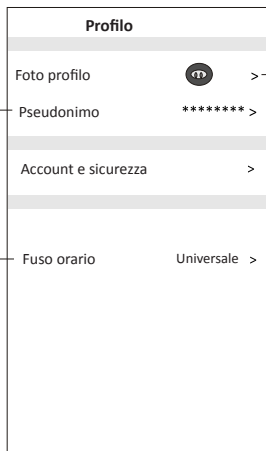 Profilo
Foto profilo >
Pseudonimo ******** >
Account e sicurezza >
Fuso orario Universale >